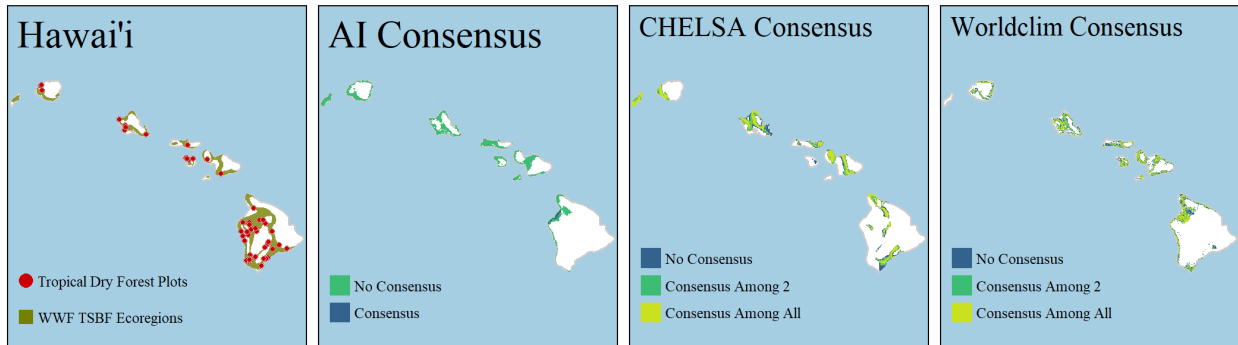 Hawai'i
Tropical Dry Forest Plots
WWF TSBF Ecoregions
AI Consensus
No Consensus
Consensus
CHELSA Consensus
No Consensus
Consensus Among 2
Consensus Among All
Worldclim Consensus
No Consensus
Consensus Among 2
Consensus Among All